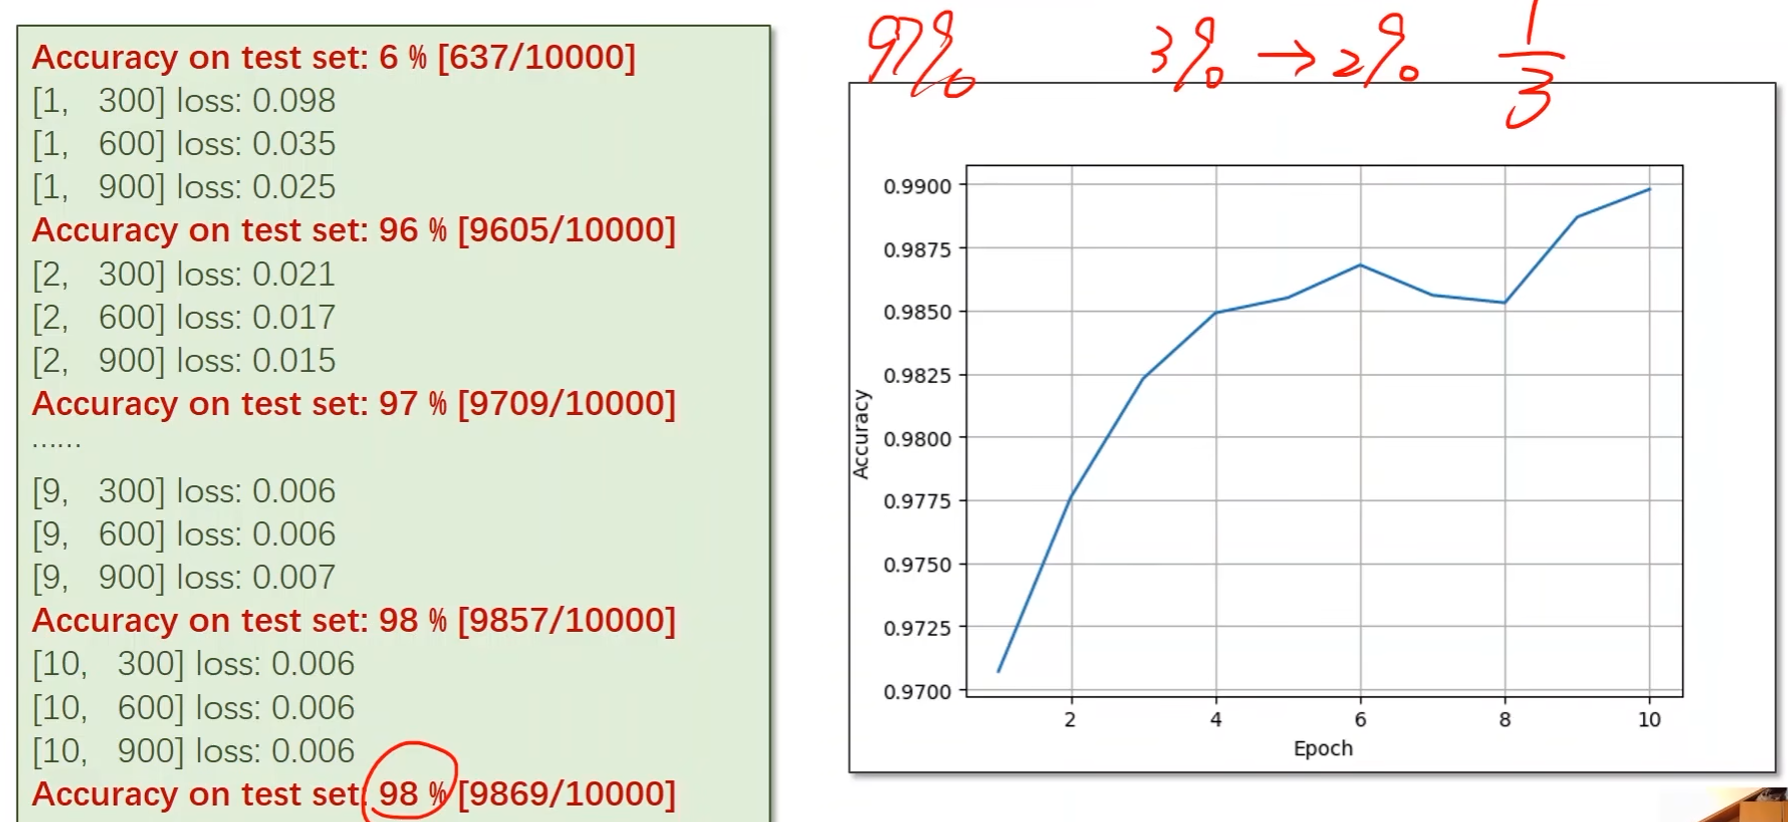 Accuracy on test set: 6 % [637/10000]
[1, 300] loss: 0.098
[1, 600] loss: 0.035
[1, 900] loss: 0.025
Accuracy on test set: 96 % [9605/10000]
[2, 300] loss: 0.021
[2, 600] loss: 0.017
[2, 900] loss: 0.015
Accuracy on test set: 97 % [9709/10000]
......
[9, 300] loss: 0.006
[9, 600] loss: 0.006
[9, 900] loss: 0.007
Accuracy on test set: 98 % [9857/10000]
[10, 300] loss: 0.006
[10, 600] loss: 0.006
[10, 900] loss: 0.006
Accuracy on test set: 98 % [9869/10000]
97% 3% → 2% 1/3
0.9900
0.9875
0.9850
0.9825
0.9800
0.9775
0.9750
0.9725
0.9700
Accuracy
2 4 6 8 10
Epoch